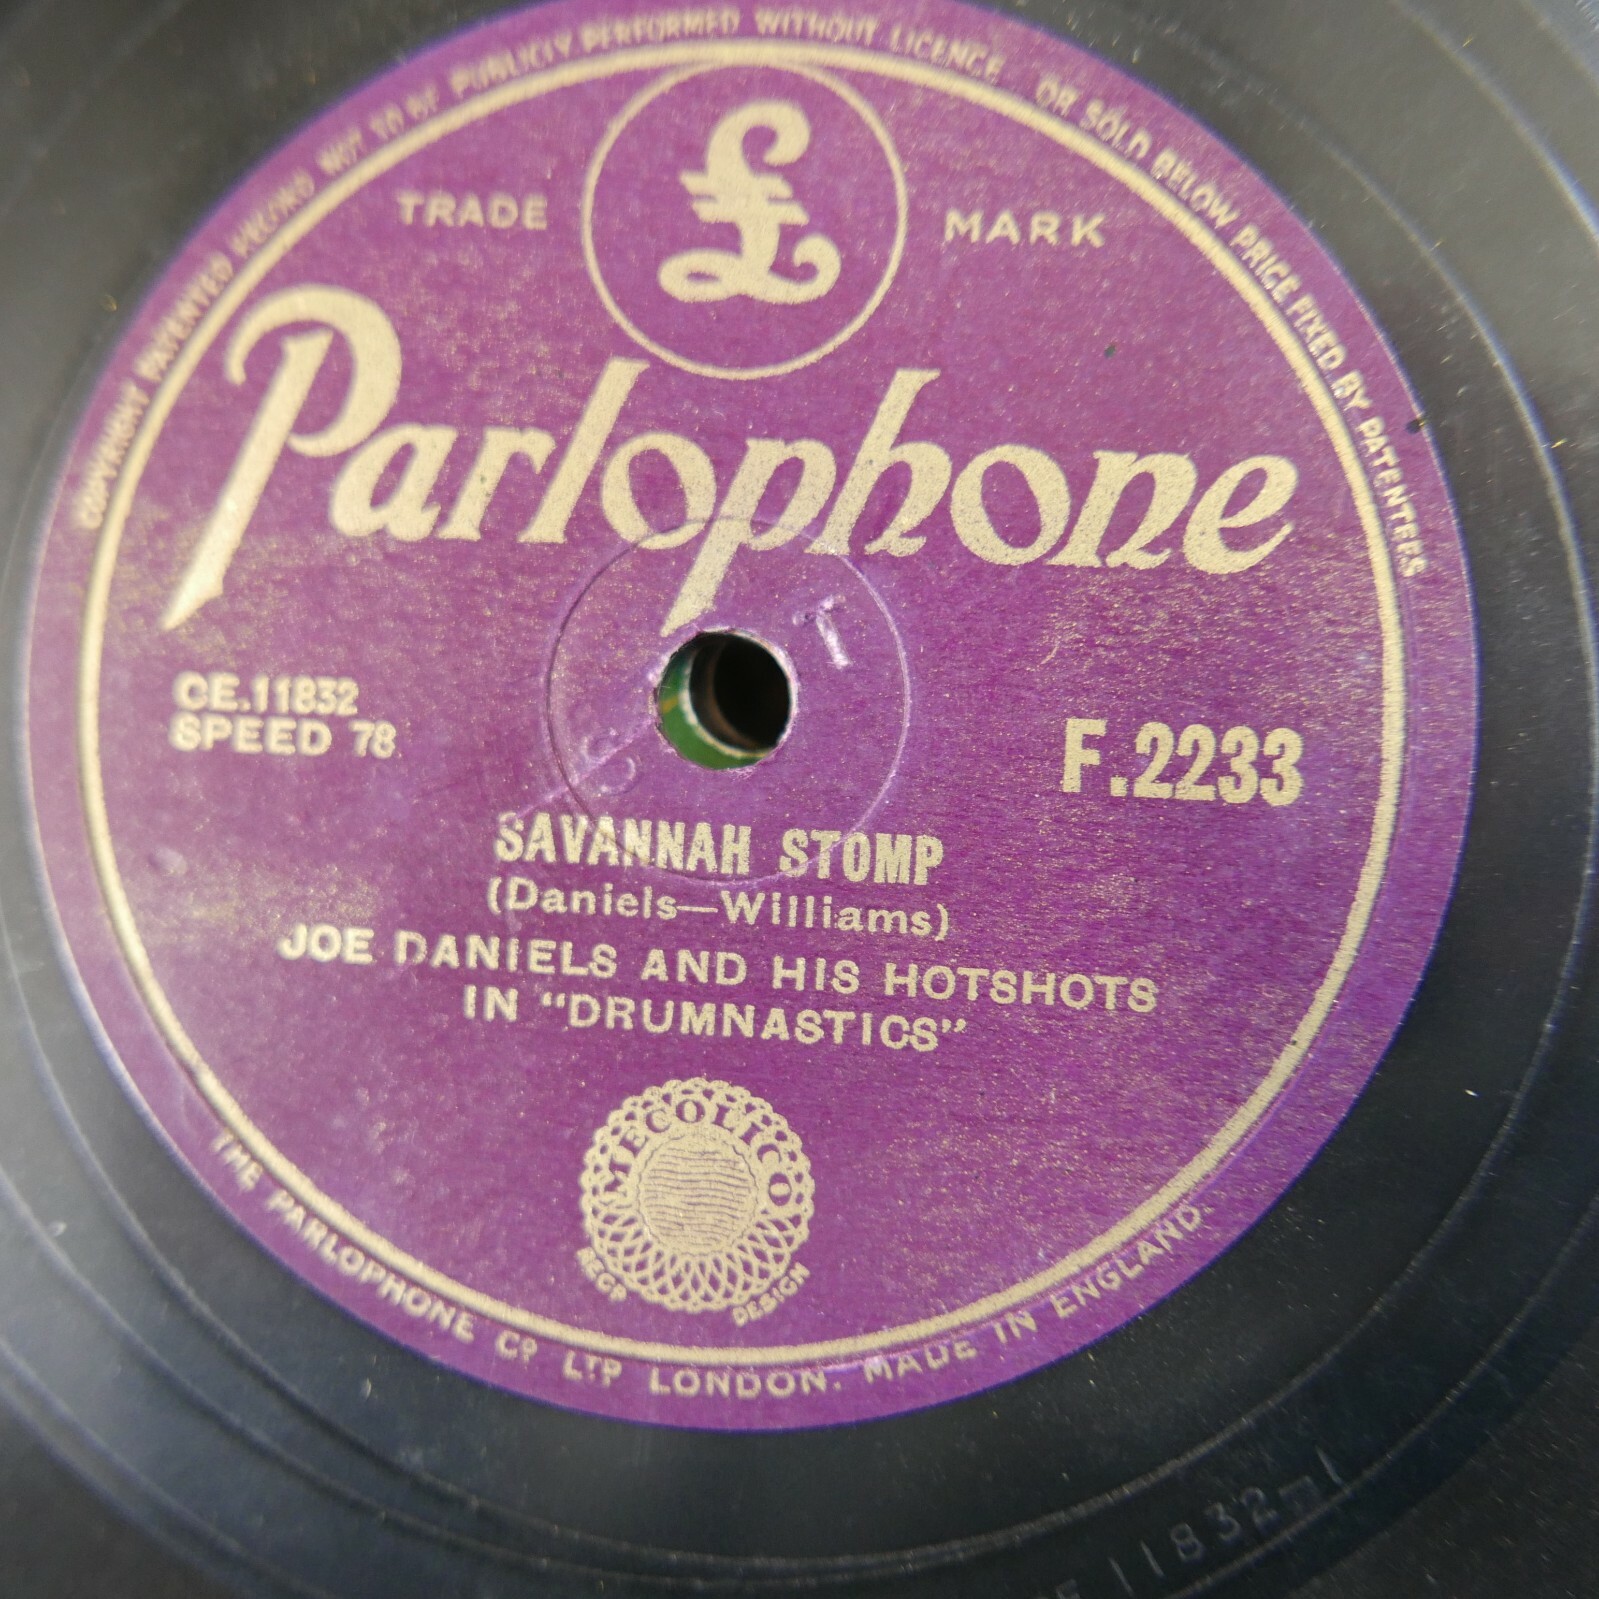 COPYRIGHT PATENTED RECORD NOT TO BE PUBLICLY PERFORMED WITHOUT LICENCE OR SOLD BELOW PRICE FIXED BY PATENTEES
£
TRADE MARK
Parlophone
CE.11832
SPEED 78
F.2233
T
S
SAVANNAH STOMP
(Daniels—Williams)
JOE DANIELS AND HIS HOTSHOTS
IN "DRUMNASTICS"
MECOLICO
REGD DESIGN
THE PARLOPHONE CO LTD LONDON. MADE IN ENGLAND.
E 11832-1